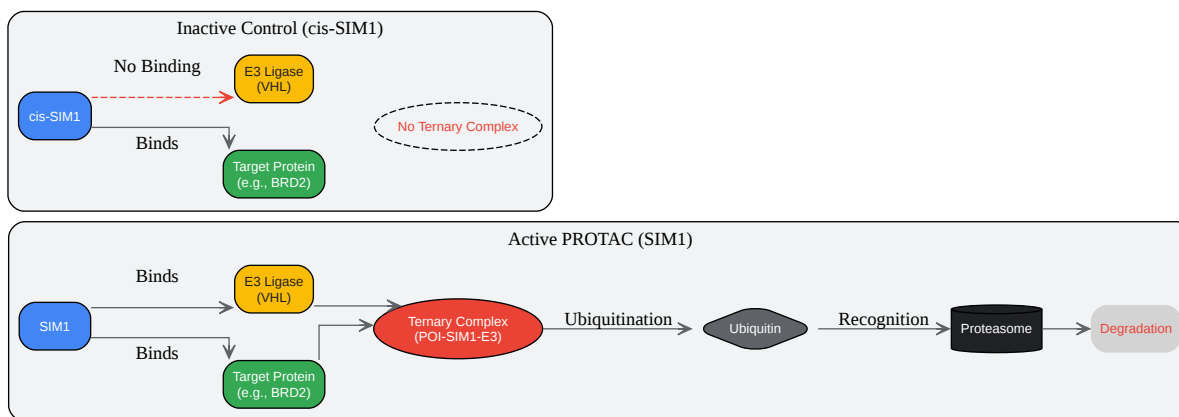 Inactive Control (cis-SIM1)
No Binding
E3 Ligase
(VHL)
cis-SIM1
No Ternary Complex
Binds
Target Protein
(e.g., BRD2)
Active PROTAC (SIM1)
Binds
E3 Ligase
(VHL)
SIM1
Ternary Complex
(POI-SIM1-E3)
Ubiquitination
Ubiquitin
Recognition
Proteasome
Degradation
Binds
Target Protein
(e.g., BRD2)